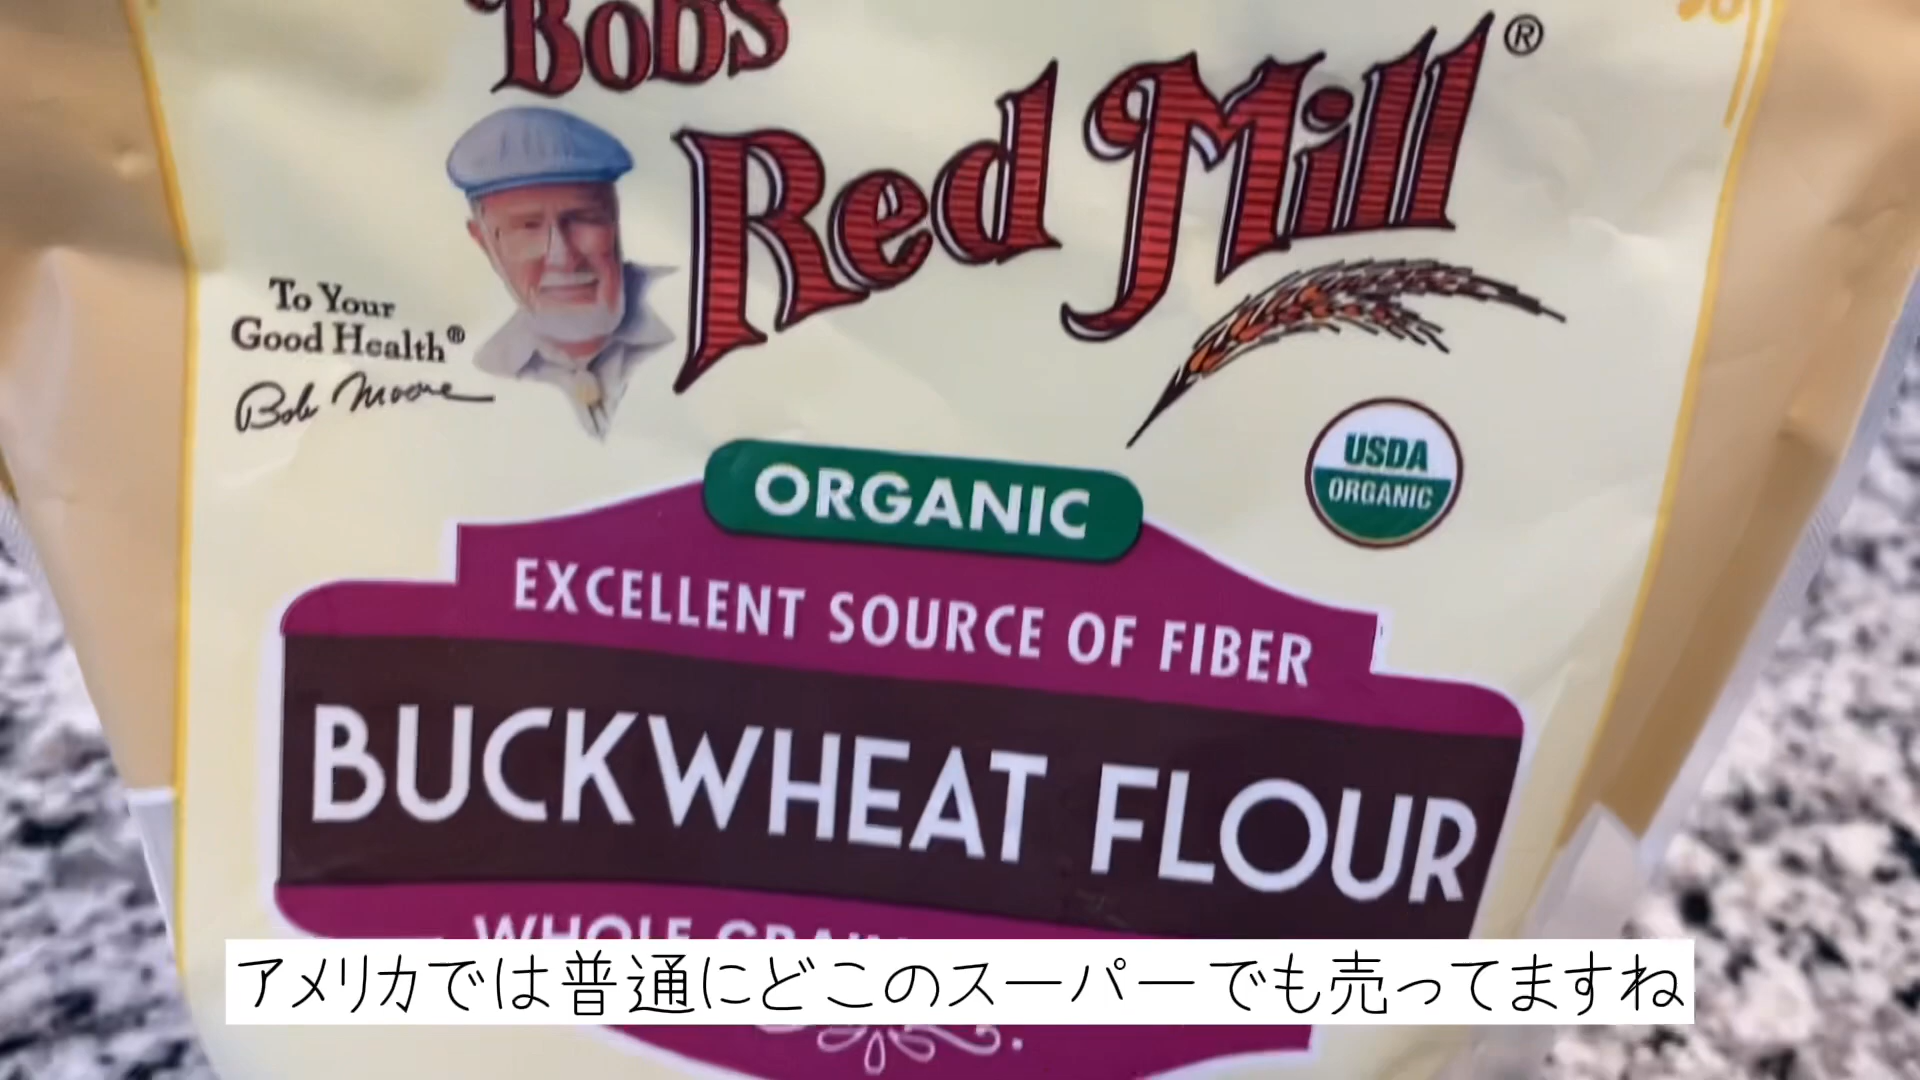 Bob's
Red Mill®
To Your
Good Health®
Bob Moore
USDA
ORGANIC
ORGANIC
EXCELLENT SOURCE OF FIBER
BUCKWHEAT FLOUR
WHOLE GRAIN
アメリカでは普通にどこのスーパーでも売ってますね